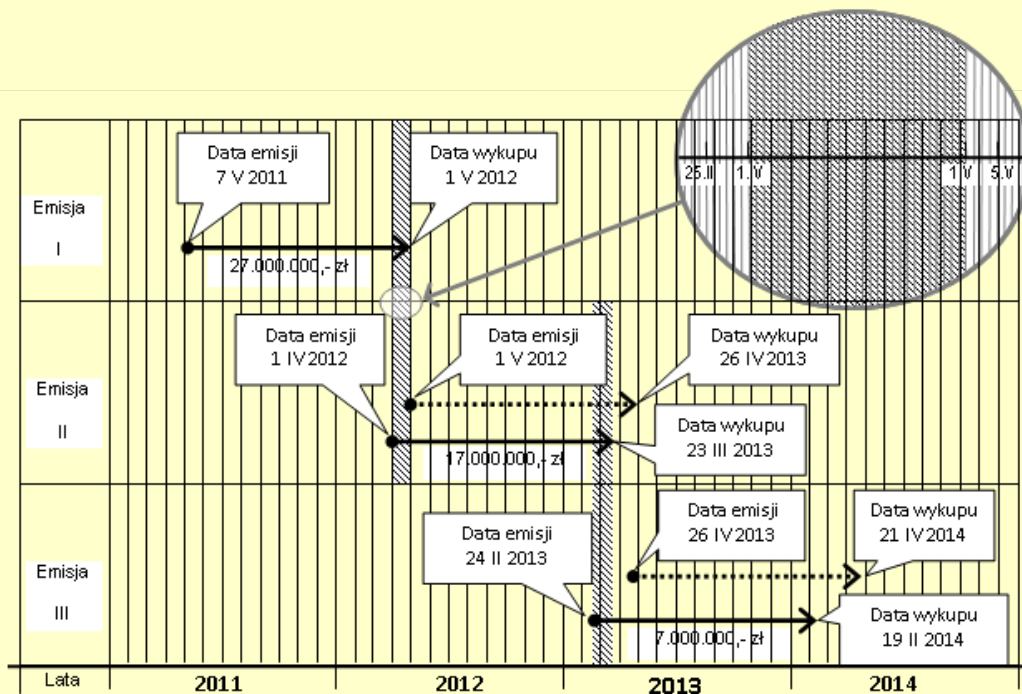 25.II
1.V
1.V
5.V
Data emisji
7 V 2011
Data wykupu
1 V 2012
Emisja
I
27.000.000,- zł
Data emisji
1 IV 2012
Data emisji
1 V 2012
Data wykupu
26 IV 2013
Emisja
II
Data wykupu
23 III 2013
17.000.000,- zł
Data emisji
24 II 2013
Data emisji
26 IV 2013
Data wykupu
21 IV 2014
Emisja
III
7.000.000,- zł
Data wykupu
19 II 2014
Lata
2011
2012
2013
2014